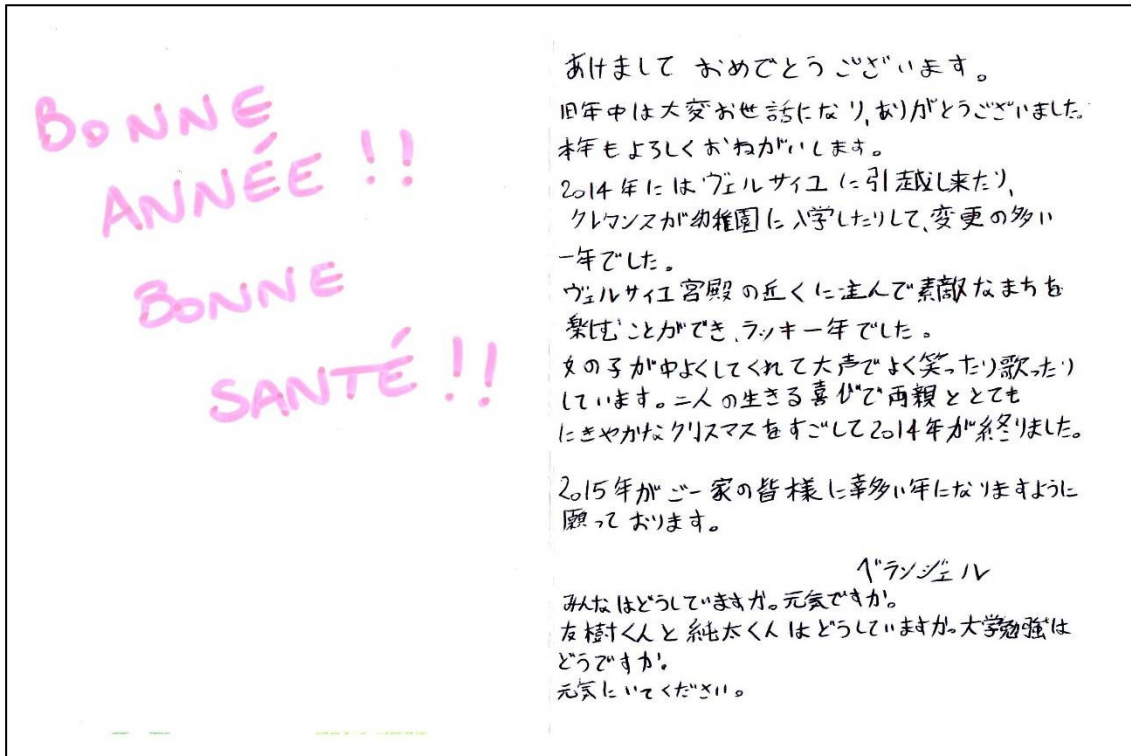 BONNE
ANNÉE !!
BONNE
SANTÉ !!
あけまして おめでとうございます。
旧年中は大変お世話になり、ありがとうございました。
本年もよろしくおねがいします。
2014年にはヴェルサイユに引越し来たり、
クレマンスが幼稚園に入学したりして、変更の多い
一年でした。
ヴェルサイエ宮殿の近くに注んで素敵なまちを
楽しむことができ、ラッキー年でした。
女の子が中よくしてくれて大声でよく笑ったり歌ったり
しています。二人の生きる喜びで両親ととても
にぎやかなクリスマスをすごして2014年が終りました。
2015年がご一家の皆様に幸多い年になりますように
願っております。
ベランジェル
みんなはどうしていますか。元気ですか。
友樹くんと純太くんはどうしていますか。大学勉強は
どうですか。
元気にいてください。